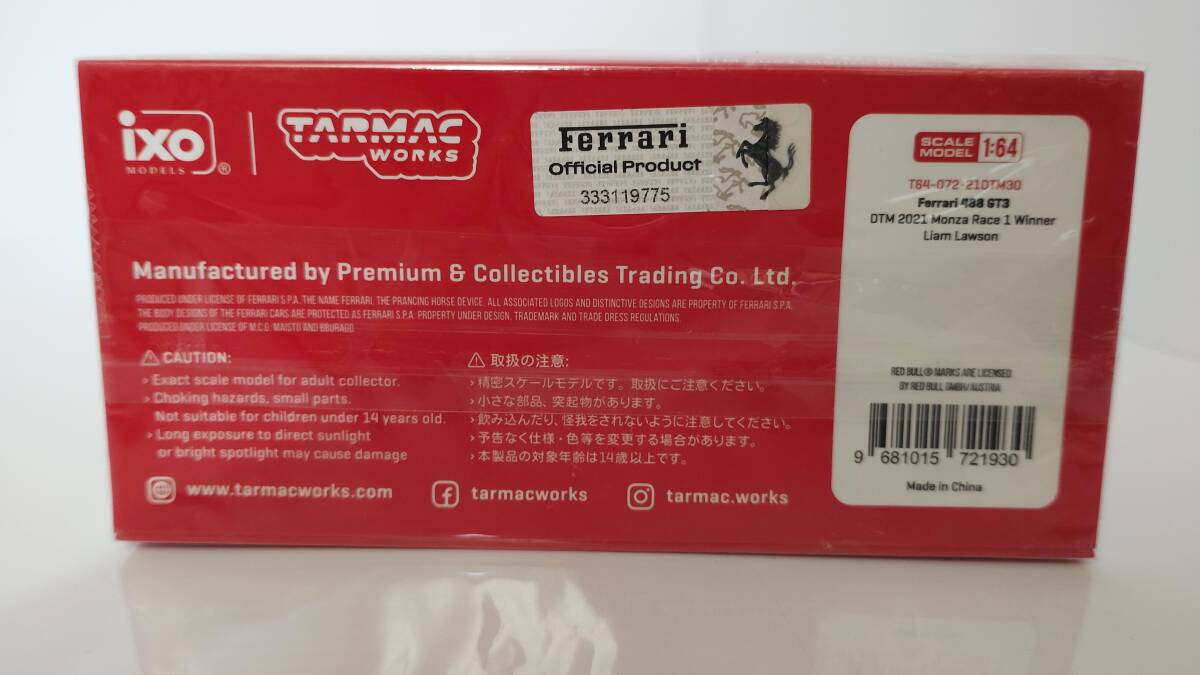 ixo
MODELS ®
TARMAC
WORKS
Ferrari
Official Product
333119775
SCALE
MODEL 1:64
T64-072-21DTM30
Ferrari 488 GT3
DTM 2021 Monza Race 1 Winner
Liam Lawson
Manufactured by Premium & Collectibles Trading Co. Ltd.
PRODUCED UNDER LICENSE OF FERRARI S.P.A. THE NAME FERRARI, THE PRANCING HORSE DEVICE, ALL ASSOCIATED LOGOS AND DISTINCTIVE DESIGNS ARE PROPERTY OF FERRARI S.P.A.
THE BODY DESIGNS OF THE FERRARI CARS ARE PROTECTED AS FERRARI S.P.A. PROPERTY UNDER DESIGN, TRADEMARK AND TRADE DRESS REGULATIONS.
PRODUCED UNDER LICENSE OF M.C.G. MAISTO AND BBURAGO
CAUTION:
> Exact scale model for adult collector.
> Choking hazards, small parts.
Not suitable for children under 14 years old.
> Long exposure to direct sunlight
or bright spotlight may cause damage
取扱の注意:
> 精密スケールモデルです。取扱にご注意ください。
> 小さな部品、突起物があります。
> 飲み込んだり、怪我をされないように注意してください。
> 予告なく仕様・色等を変更する場合があります。
> 本製品の対象年齢は14歳以上です。
RED BULL® MARKS ARE LICENSED
BY RED BULL GMBH/AUSTRIA
9 681015 721930
Made in China
www.tarmacworks.com
tarmacworks
tarmac.works